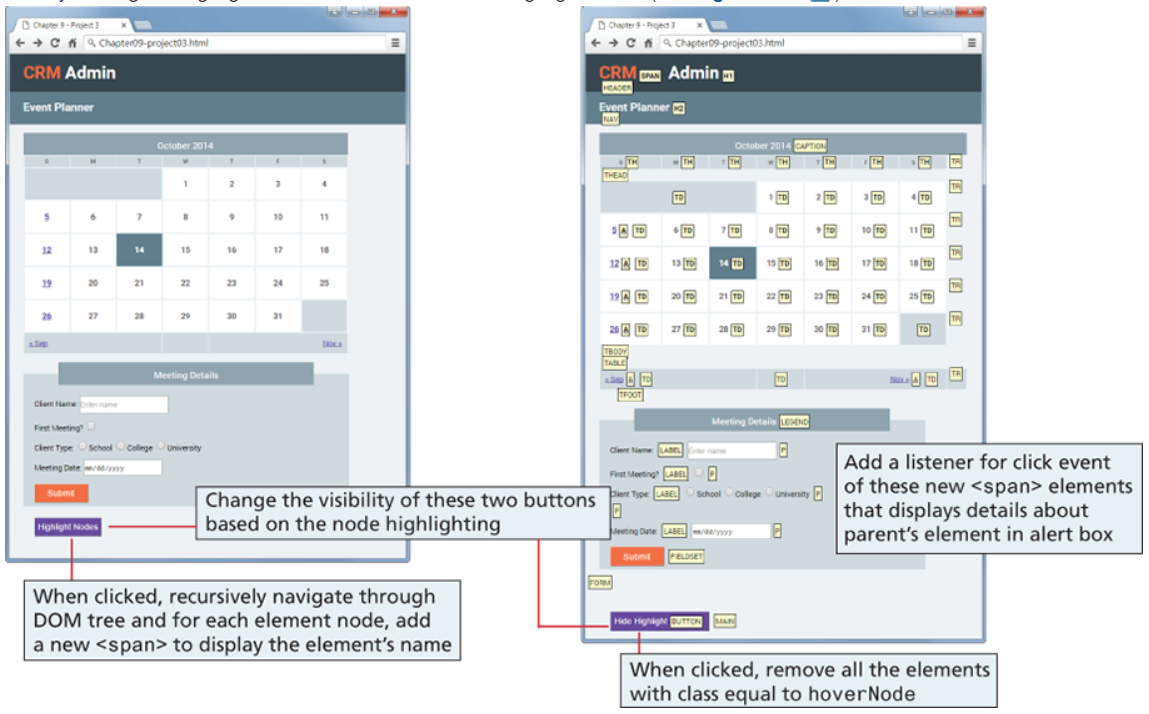 Chapter 9 - Project 3
Chapter09-project03.html
CRM Admin
Event Planner
October 2014
S M T W T F S
1 2 3 4
5 6 7 8 9 10 11
12 13 14 15 16 17 18
19 20 21 22 23 24 25
26 27 28 29 30 31
« Sep Nov »
Meeting Details
Client Name: Enter name
First Meeting?
Client Type: School College University
Meeting Date: mm/dd/yyyy
Submit
Highlight Nodes
Chapter 9 - Project 3
Chapter09-project03.html
CRM SPAN Admin H1
HEADER
Event Planner H2
NAV
October 2014 CAPTION
S TH M TH T TH W TH T TH F TH S TH TR
THEAD
TD 1 TD 2 TD 3 TD 4 TD TR
5 A TD 6 TD 7 TD 8 TD 9 TD 10 TD 11 TD TR
12 A TD 13 TD 14 TD 15 TD 16 TD 17 TD 18 TD TR
19 A TD 20 TD 21 TD 22 TD 23 TD 24 TD 25 TD TR
26 A TD 27 TD 28 TD 29 TD 30 TD 31 TD TD TR
TBODY
TABLE
« Sep A TD TD Nov » A TD TR
TFOOT
Meeting Details LEGEND
Client Name: LABEL Enter name P
First Meeting? LABEL P
Client Type: LABEL School College University P
P
Meeting Date: LABEL mm/dd/yyyy P
Submit FIELDSET
FORM
Hide Highlight BUTTON MAIN
Change the visibility of these two buttons
based on the node highlighting
Add a listener for click event
of these new <span> elements
that displays details about
parent's element in alert box
When clicked, recursively navigate through
DOM tree and for each element node, add
a new <span> to display the element's name
When clicked, remove all the elements
with class equal to hoverNode